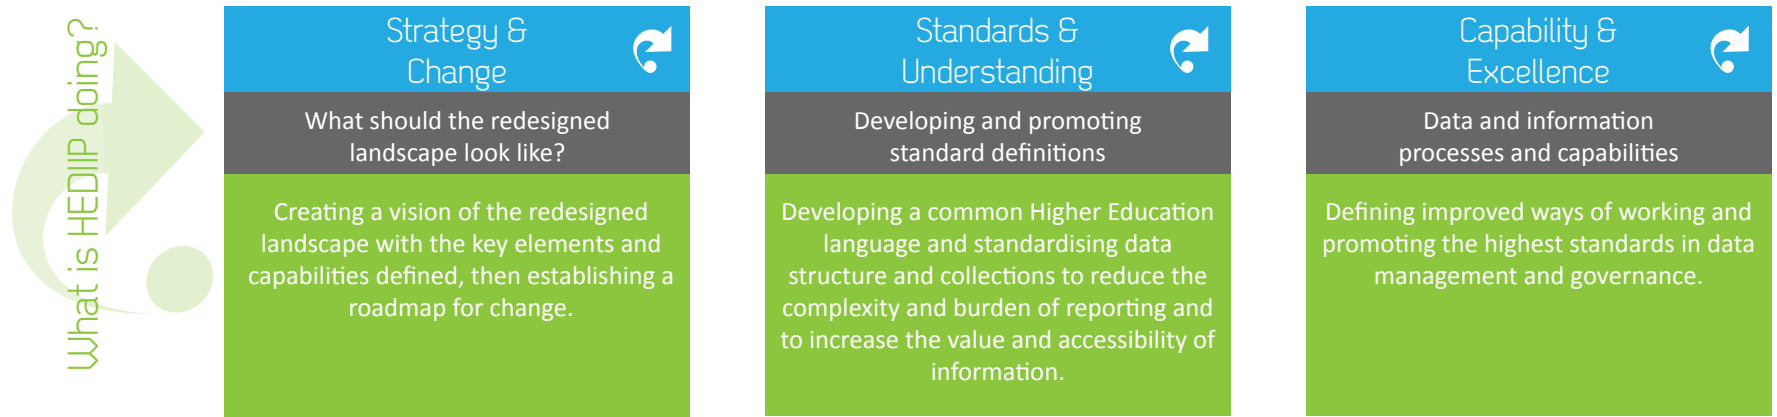 What is HEDIIP doing?
Strategy &
Change
What should the redesigned
landscape look like?
Creating a vision of the redesigned
landscape with the key elements and
capabilities defined, then establishing a
roadmap for change.
Standards &
Understanding
Developing and promoting
standard definitions
Developing a common Higher Education
language and standardising data
structure and collections to reduce the
complexity and burden of reporting and
to increase the value and accessibility of
information.
Capability &
Excellence
Data and information
processes and capabilities
Defining improved ways of working and
promoting the highest standards in data
management and governance.